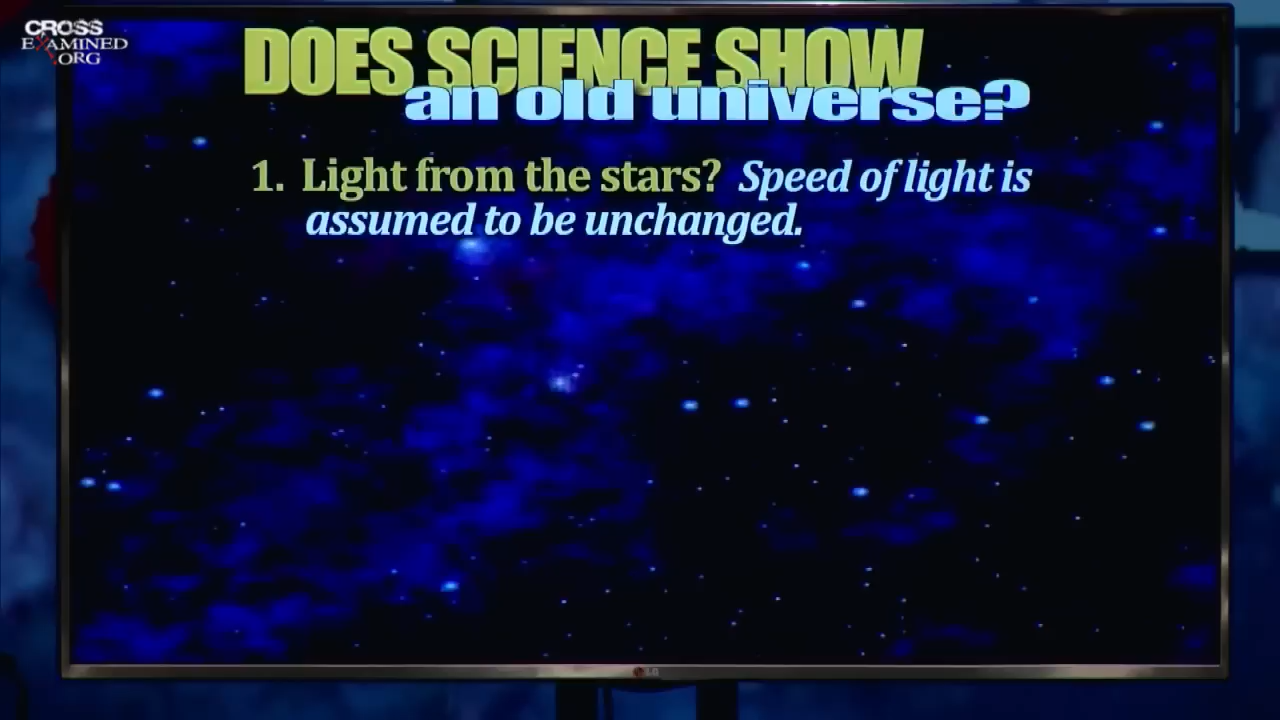 CROSS
EXAMINED
.ORG
DOES SCIENCE SHOW
an old universe?
1. Light from the stars? Speed of light is
assumed to be unchanged.
LG